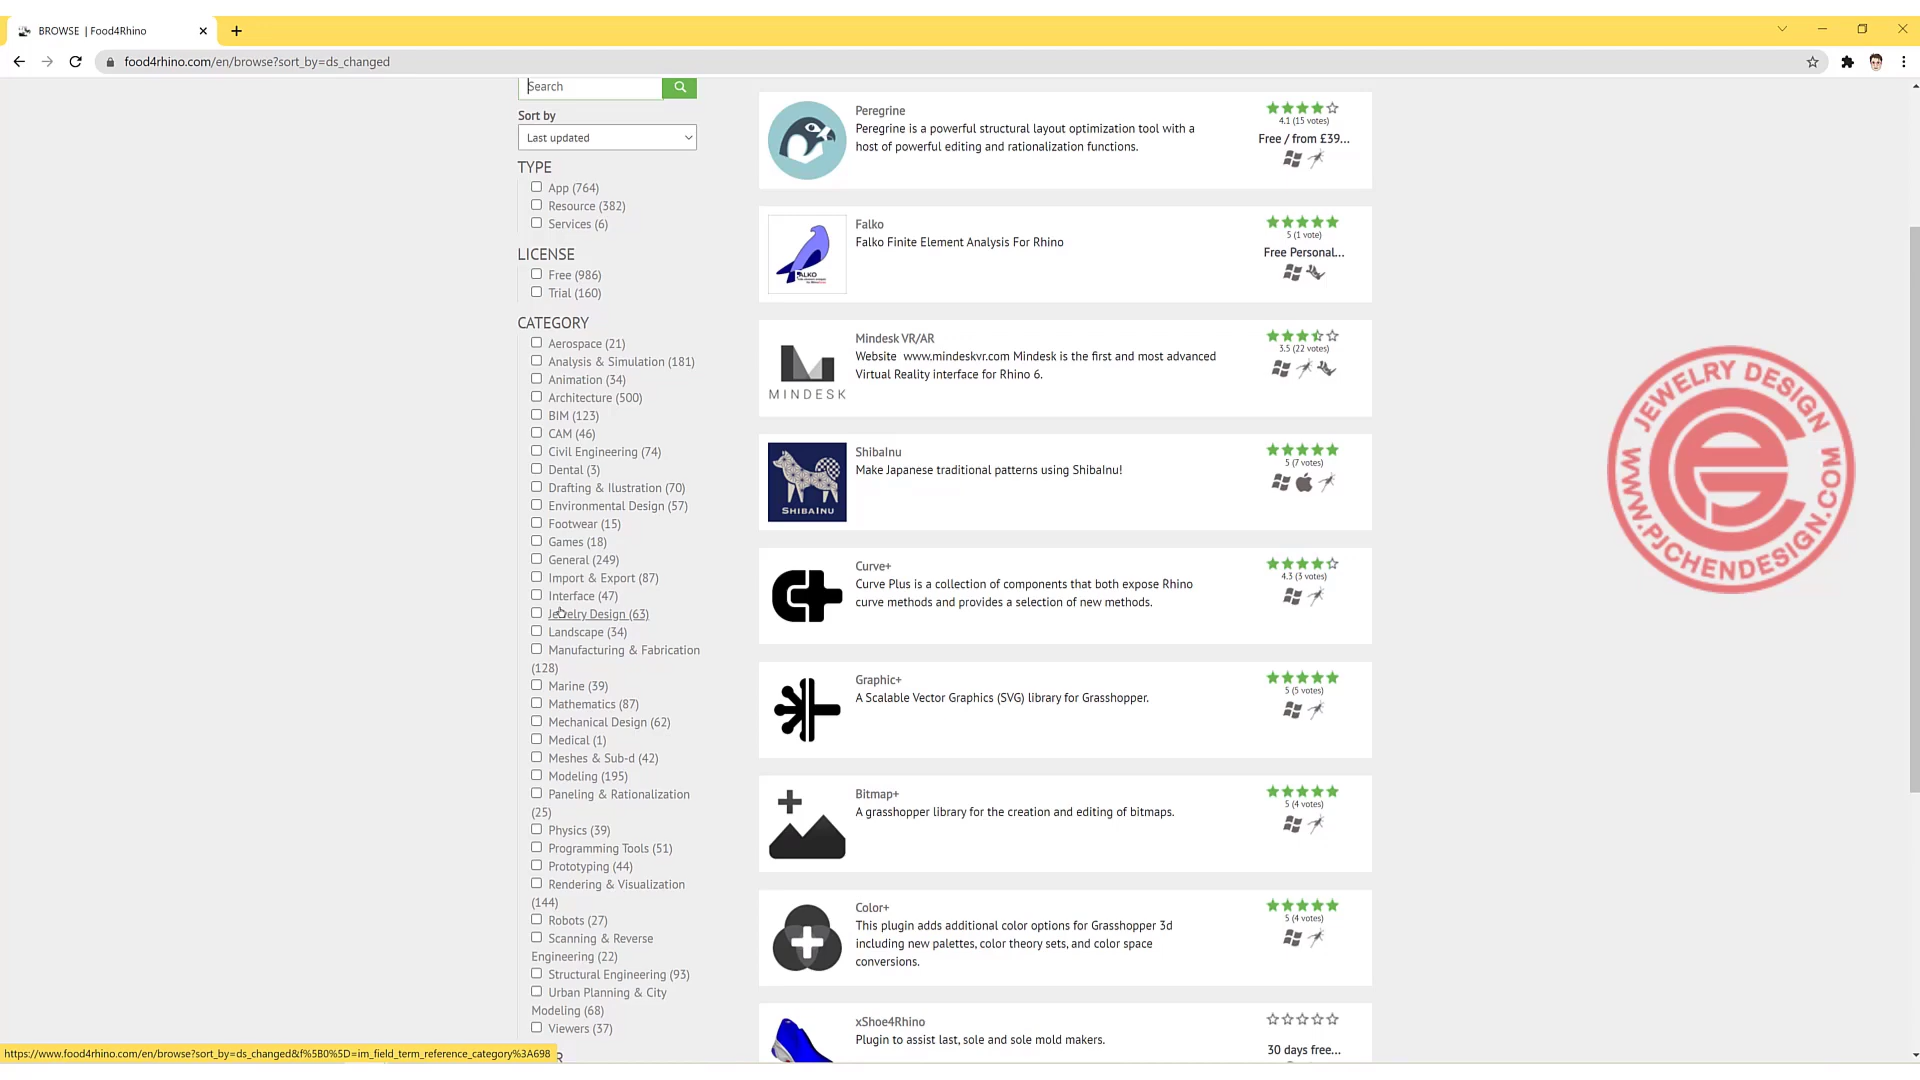 BROWSE | Food4Rhino
food4rhino.com/en/browse?sort_by=ds_changed
Search
Sort by
Last updated
TYPE
App (764)
Resource (382)
Services (6)
LICENSE
Free (986)
Trial (160)
CATEGORY
Aerospace (21)
Analysis & Simulation (181)
Animation (34)
Architecture (500)
BIM (123)
CAM (46)
Civil Engineering (74)
Dental (3)
Drafting & Ilustration (70)
Environmental Design (57)
Footwear (15)
Games (18)
General (249)
Import & Export (87)
Interface (47)
Jewelry Design (63)
Landscape (34)
Manufacturing & Fabrication
(128)
Marine (39)
Mathematics (87)
Mechanical Design (62)
Medical (1)
Meshes & Sub-d (42)
Modeling (195)
Paneling & Rationalization
(25)
Physics (39)
Programming Tools (51)
Prototyping (44)
Rendering & Visualization
(144)
Robots (27)
Scanning & Reverse
Engineering (22)
Structural Engineering (93)
Urban Planning & City
Modeling (68)
Viewers (37)
Peregrine
Peregrine is a powerful structural layout optimization tool with a
host of powerful editing and rationalization functions.
4.1 (15 votes)
Free / from £39...
Falko
Falko Finite Element Analysis For Rhino
5 (1 vote)
Free Personal...
MINDESK
Mindesk VR/AR
Website www.mindeskvr.com Mindesk is the first and most advanced
Virtual Reality interface for Rhino 6.
3.5 (22 votes)
SHIBAINU
ShibaInu
Make Japanese traditional patterns using ShibaInu!
5 (7 votes)
Curve+
Curve Plus is a collection of components that both expose Rhino
curve methods and provides a selection of new methods.
4.3 (3 votes)
Graphic+
A Scalable Vector Graphics (SVG) library for Grasshopper.
5 (5 votes)
Bitmap+
A grasshopper library for the creation and editing of bitmaps.
5 (4 votes)
Color+
This plugin adds additional color options for Grasshopper 3d
including new palettes, color theory sets, and color space
conversions.
5 (4 votes)
xShoe4Rhino
Plugin to assist last, sole and sole mold makers.
30 days free...
JEWELRY DESIGN
WWW.PJCHENDESIGN.COM
https://www.food4rhino.com/en/browse?sort_by=ds_changed&f%5B0%5D=im_field_term_reference_category%3A698